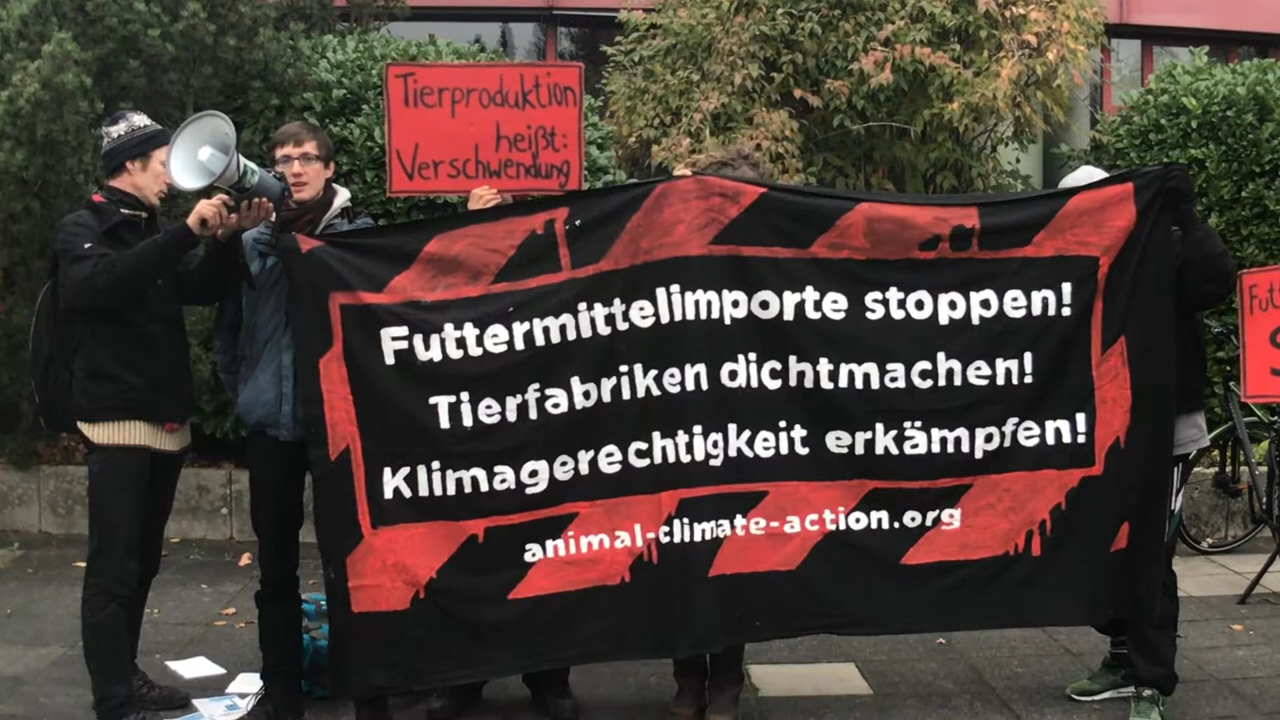 Tierproduktion
heißt:
Verschwendung
Futtermittelimporte stoppen!
Tierfabriken dichtmachen!
Klimagerechtigkeit erkämpfen!
animal-climate-action.org